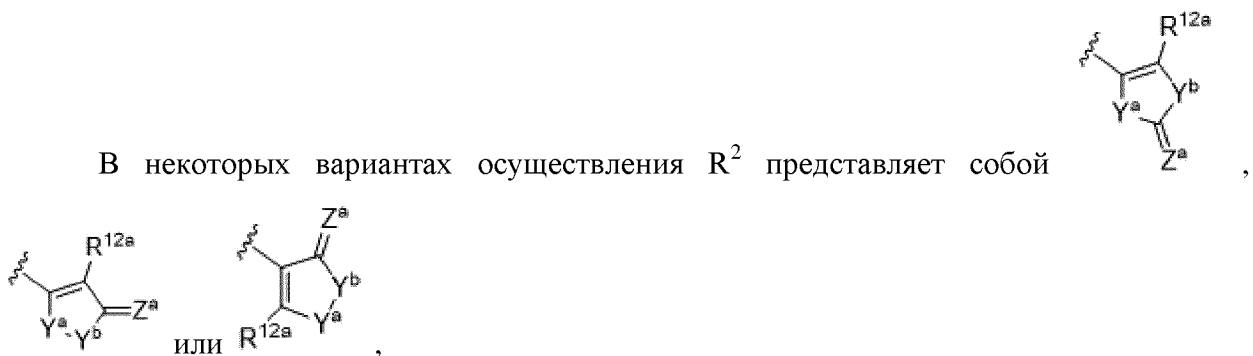 R¹²ᵃ
Yᵃ Yᵇ
Zᵃ
В некоторых вариантах осуществления R² представляет собой ,
R¹²ᵃ
Zᵃ
Yᵃ Yᵇ
или
Zᵃ
Yᵇ
R¹²ᵃ Yᵃ
,